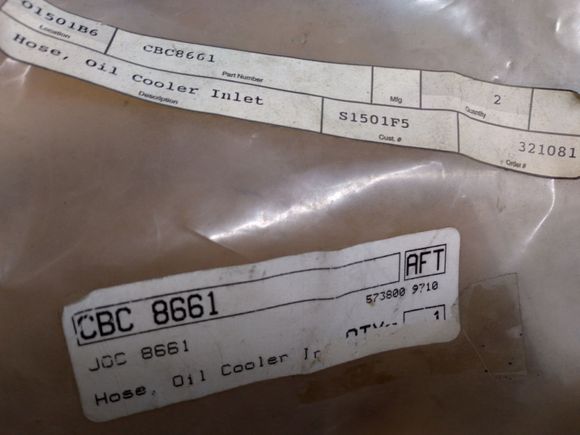 01501B6 CBC8661 2
Location Part Number Mfg Quantity
Hose, Oil Cooler Inlet S1501F5 321081
Description Cust. # Order #
CBC 8661 AFT
573800 9710
JOC 8661 QTY-- 1
Hose, Oil Cooler